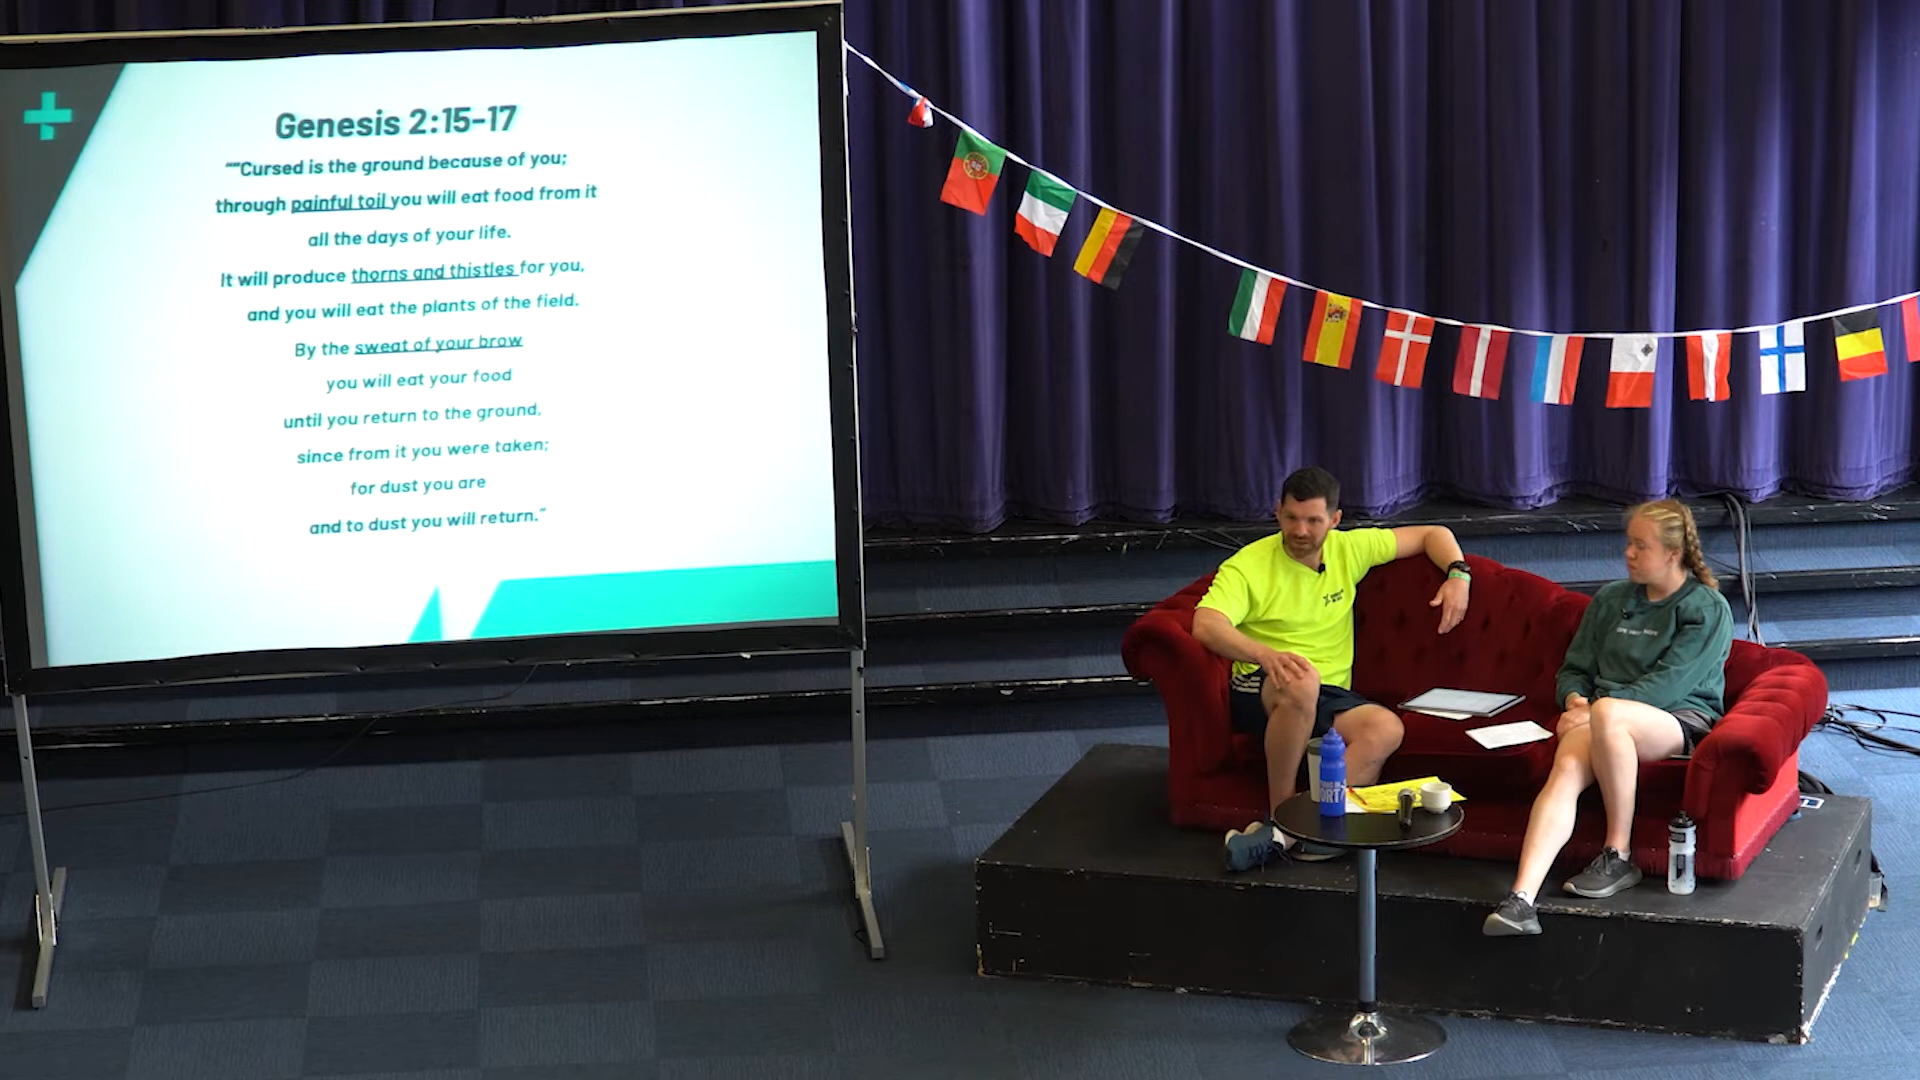 Genesis 2:15-17
"“Cursed is the ground because of you;
through painful toil you will eat food from it
all the days of your life.
It will produce thorns and thistles for you,
and you will eat the plants of the field.
By the sweat of your brow
you will eat your food
until you return to the ground,
since from it you were taken;
for dust you are
and to dust you will return.”
ORT